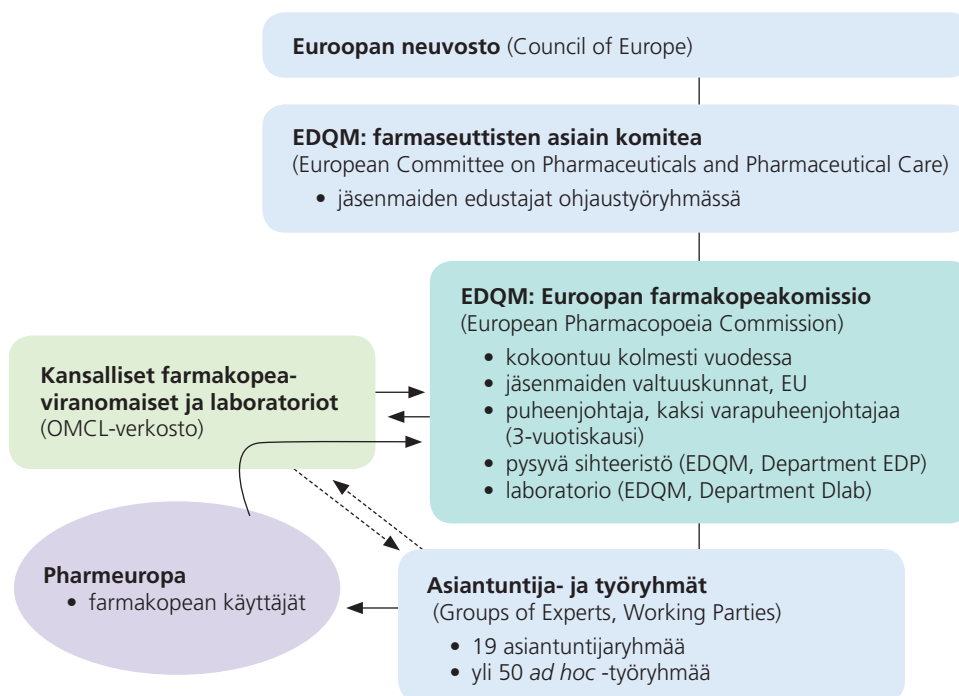 Euroopan neuvosto (Council of Europe)
EDQM: farmaseuttisten asiain komitea
(European Committee on Pharmaceuticals and Pharmaceutical Care)
• jäsenmaiden edustajat ohjaustyöryhmässä
EDQM: Euroopan farmakopeakomissio
(European Pharmacopoeia Commission)
• kokoontuu kolmesti vuodessa
• jäsenmaiden valtuuskunnat, EU
• puheenjohtaja, kaksi varapuheenjohtajaa
(3-vuotiskausi)
• pysyvä sihteeristö (EDQM, Department EDP)
• laboratorio (EDQM, Department Dlab)
Kansalliset farmakopea-
viranomaiset ja laboratoriot
(OMCL-verkosto)
Pharmeuropa
• farmakopean käyttäjät
Asiantuntija- ja työryhmät
(Groups of Experts, Working Parties)
• 19 asiantuntijaryhmää
• yli 50 ad hoc -työryhmää